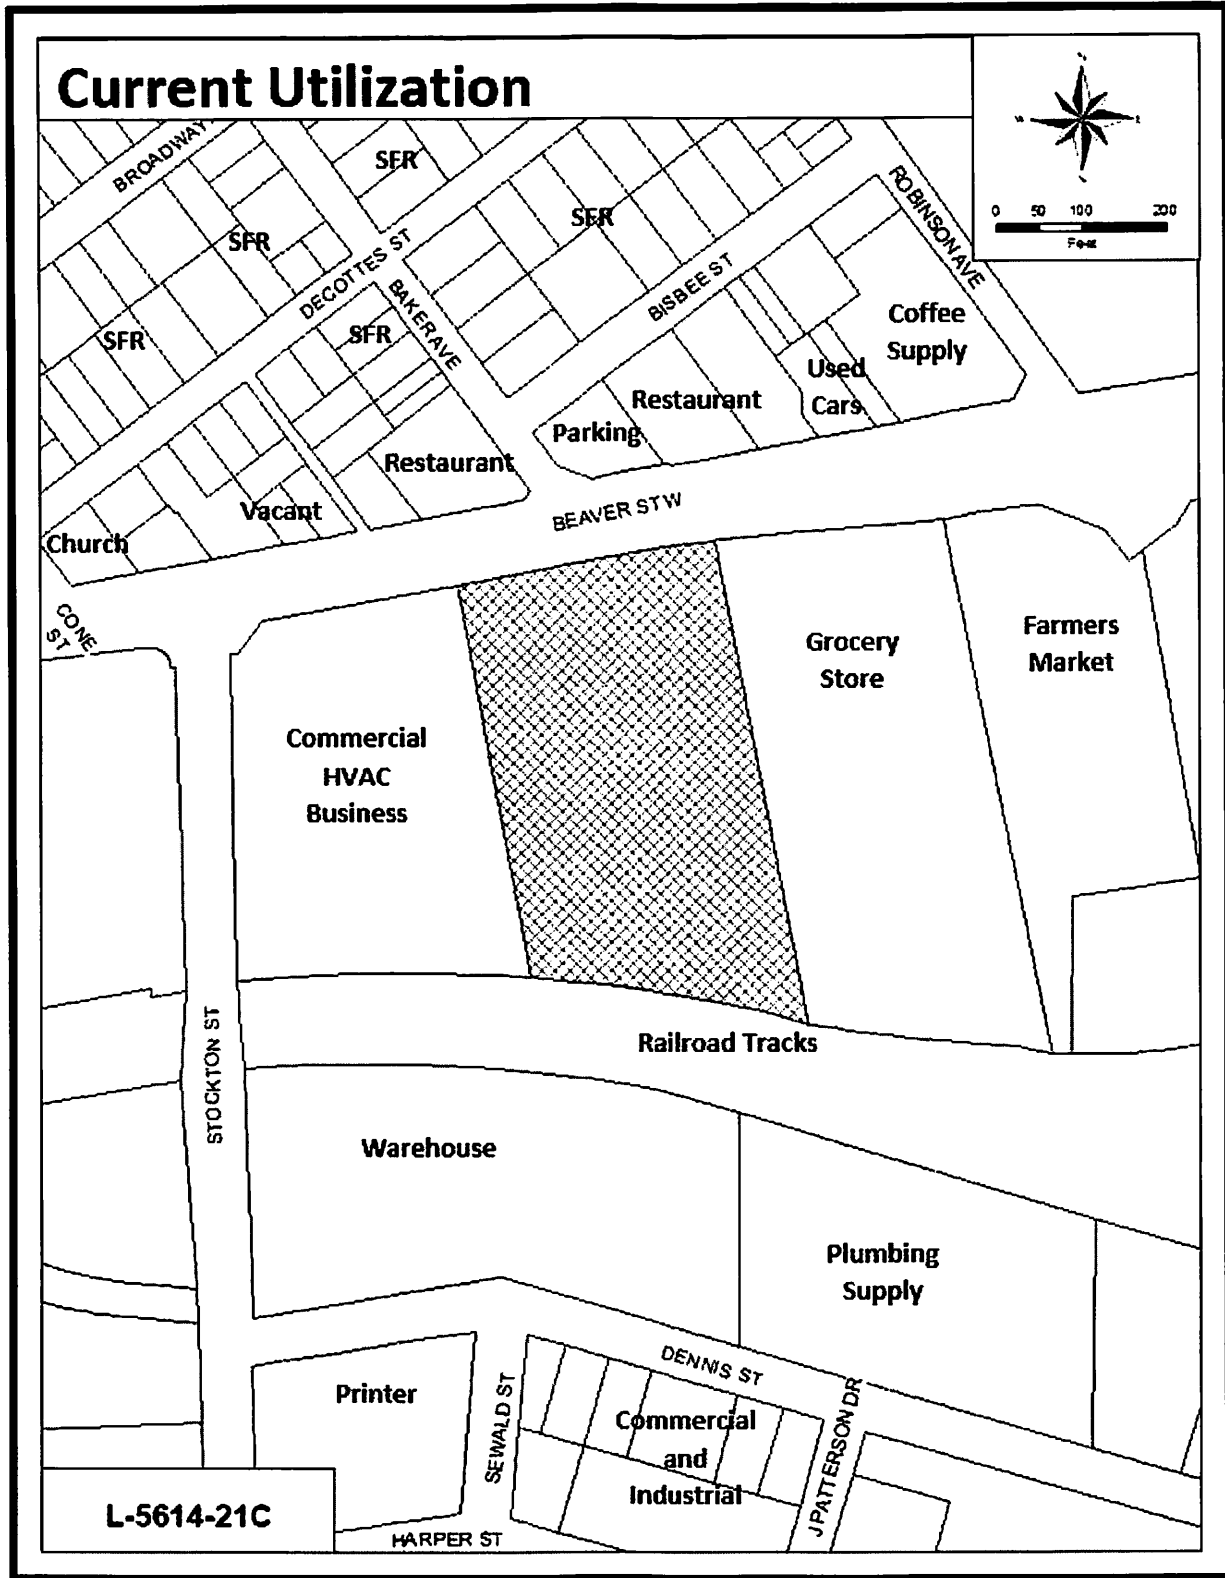 Current Utilization
N
W
E
0 50 100 200
Feet
BROADWAY
SFR
SFR
SFR
ROBINSON AVE
DECOTTES ST
BAKER AVE
BISBEE ST
SFR
SFR
Coffee
Supply
Used
Cars
Restaurant
Parking
Restaurant
Vacant
Church
BEAVER ST W
CONE
ST
Grocery
Store
Farmers
Market
Commercial
HVAC
Business
Railroad Tracks
STOCKTON ST
Warehouse
Plumbing
Supply
DENNIS ST
Printer
SEWALD ST
Commercial
and
Industrial
J PATTERSON DR
L-5614-21C
HARPER ST